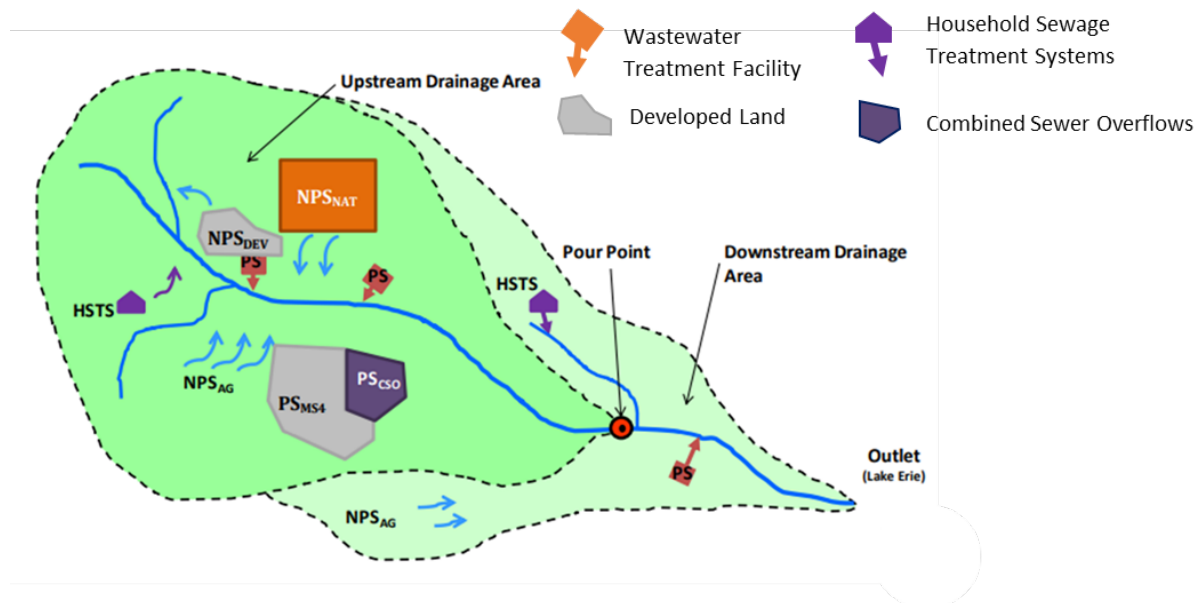 Wastewater
Treatment Facility
Household Sewage
Treatment Systems
Developed Land
Combined Sewer Overflows
Upstream Drainage Area
NPSNAT
NPSDEV
PS
PS
HSTS
NPSAG
PSMS4
PSCSO
HSTS
Pour Point
Downstream Drainage
Area
PS
Outlet
(Lake Erie)
NPSAG